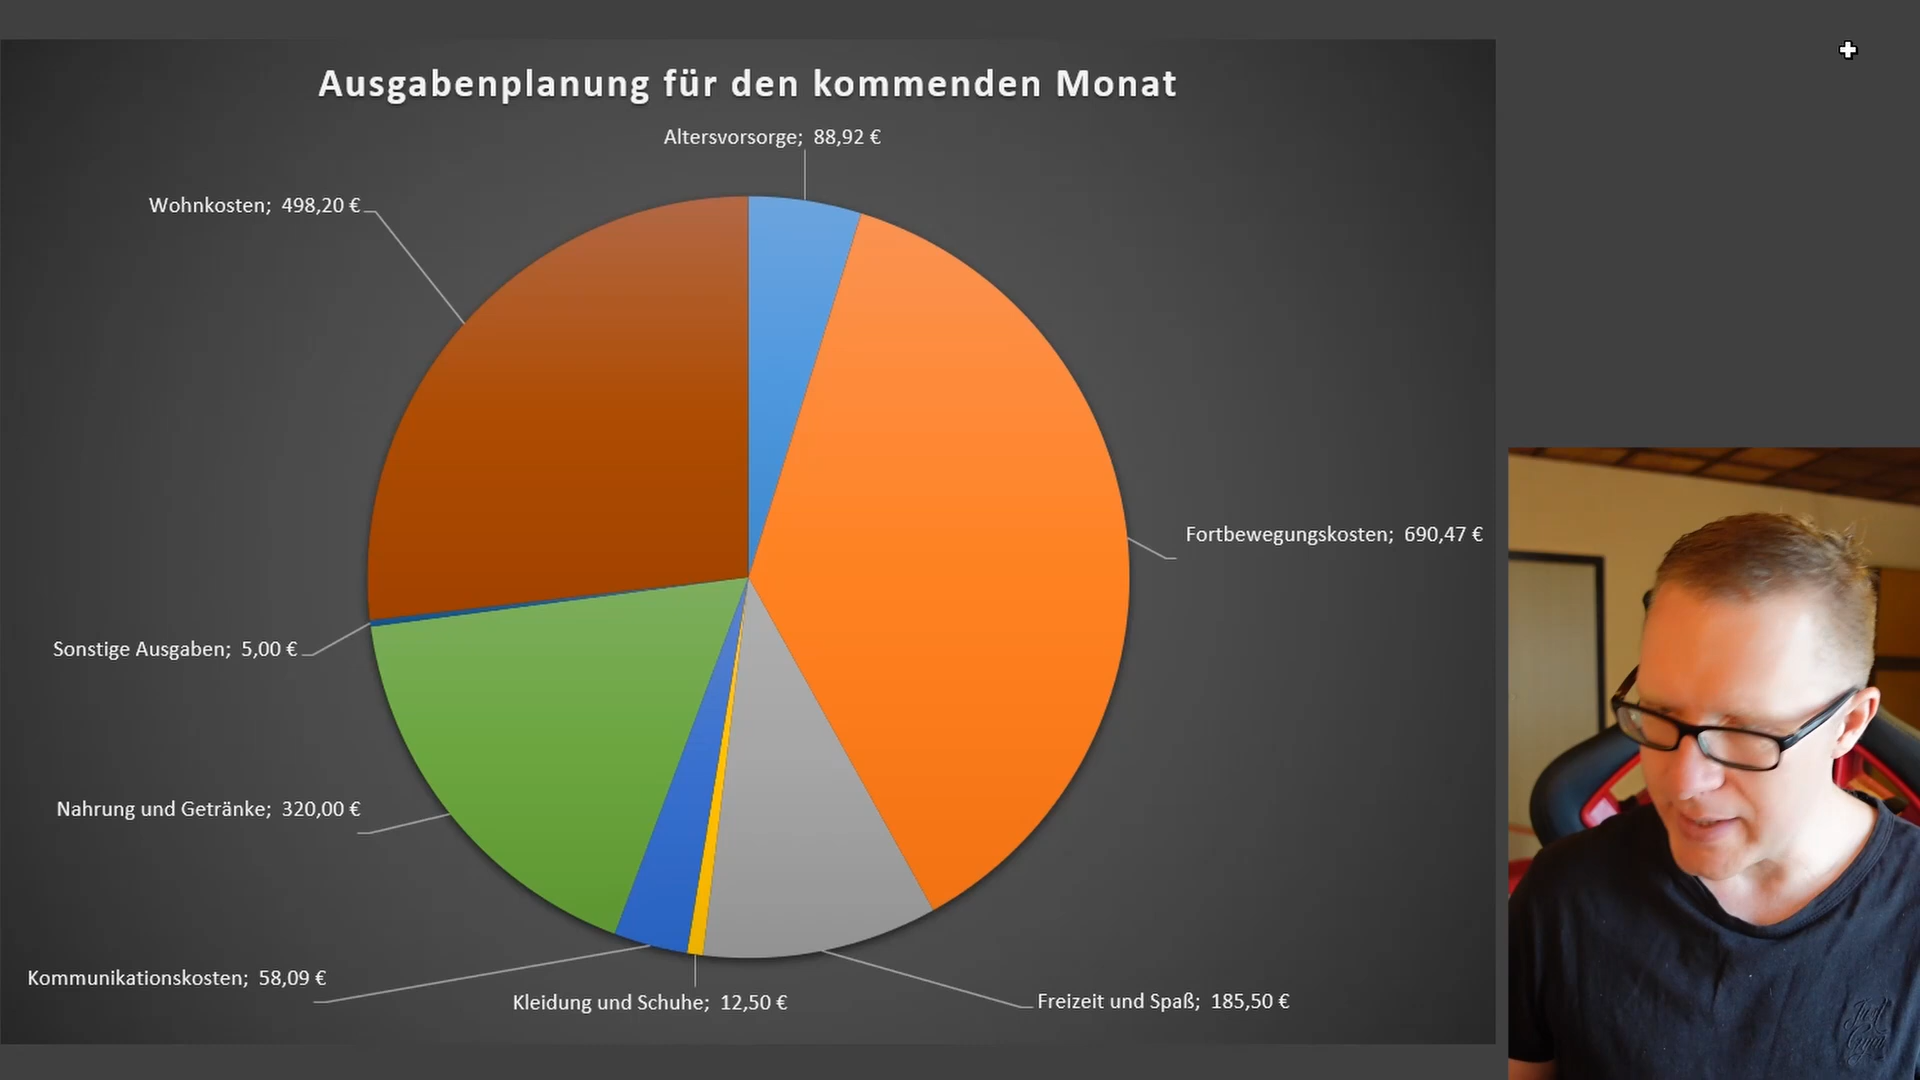 Ausgabenplanung für den kommenden Monat
Altersvorsorge; 88,92 €
Wohnkosten; 498,20 €
Fortbewegungskosten; 690,47 €
Sonstige Ausgaben; 5,00 €
Nahrung und Getränke; 320,00 €
Kommunikationskosten; 58,09 €
Kleidung und Schuhe; 12,50 €
Freizeit und Spaß; 185,50 €